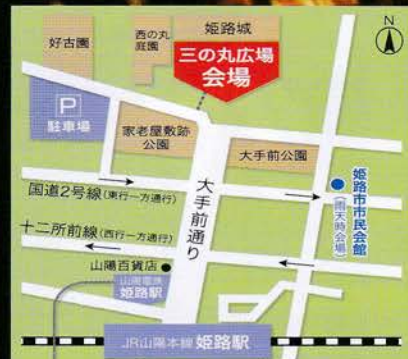 N
好古園
西の丸
庭園
姫路城
三の丸広場
会場
P
駐車場
家老屋敷跡
公園
大手前公園
国道2号線(東行一方通行)
大手前通り
姫路市市民会館
(雨天時会場)
十二所前線(西行一方通行)
山陽百貨店
山陽電鉄
姫路駅
JR山陽本線 姫路駅